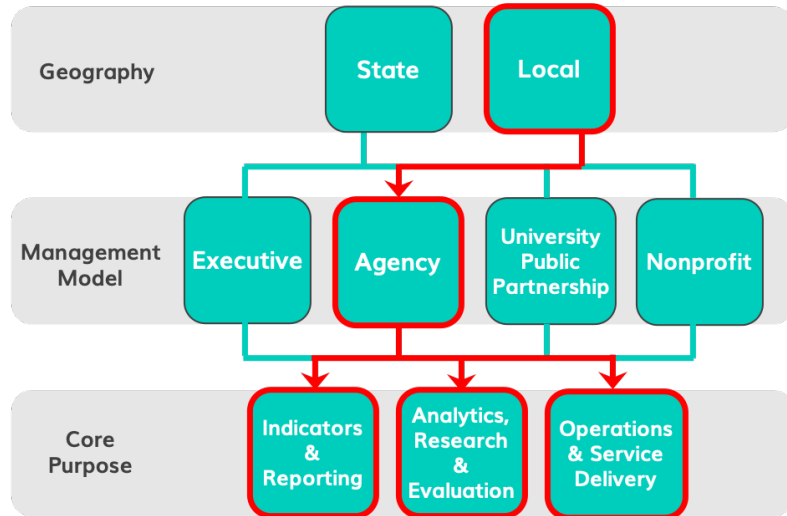 Geography
State
Local
Management
Model
Executive
Agency
University
Public
Partnership
Nonprofit
Core
Purpose
Indicators
&
Reporting
Analytics,
Research
&
Evaluation
Operations
& Service
Delivery